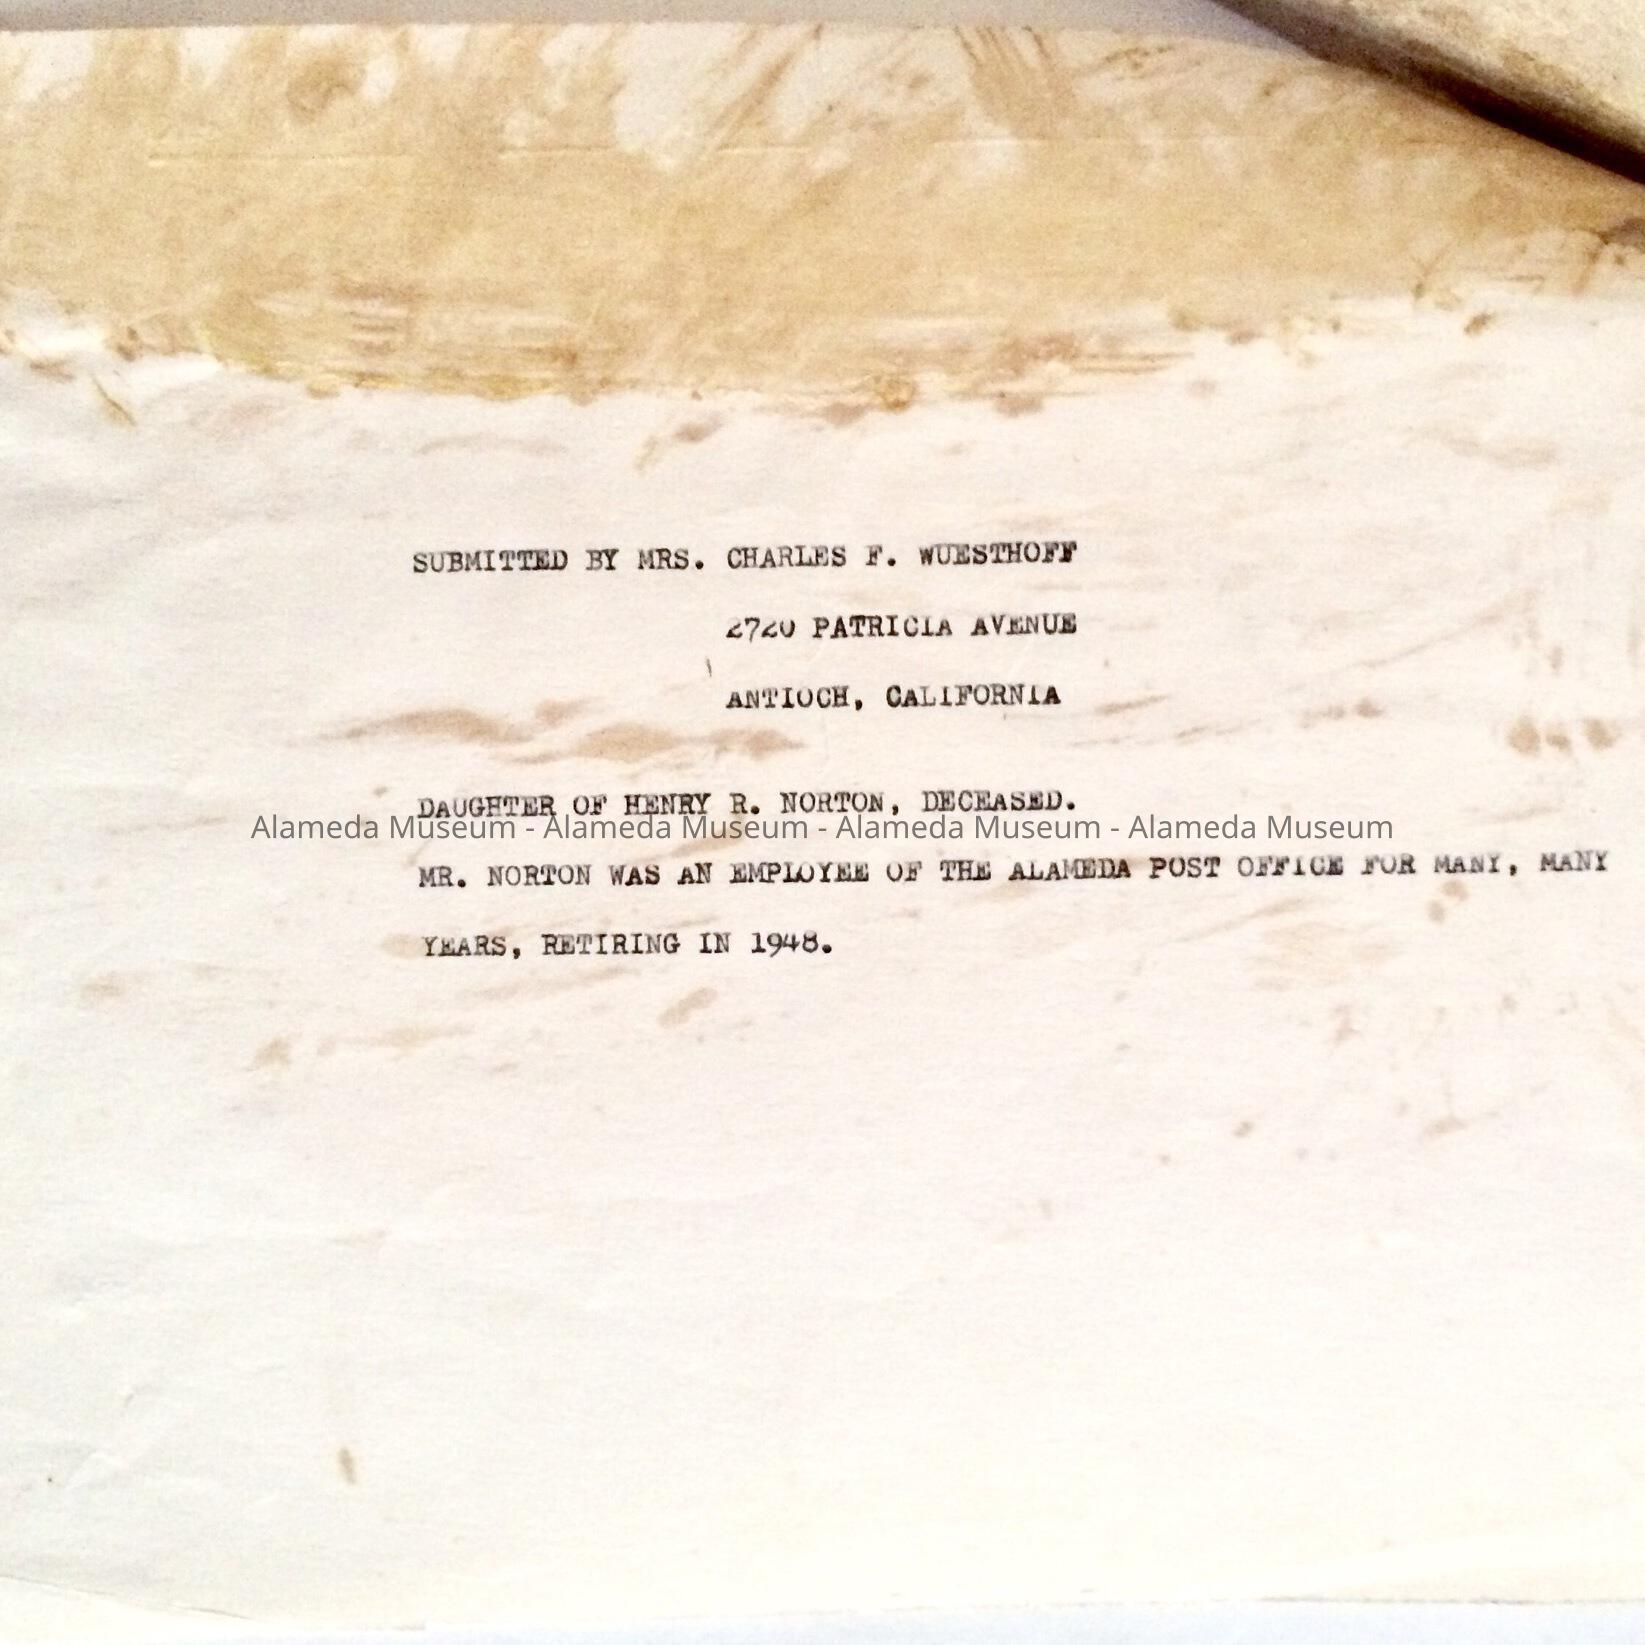 SUBMITTED BY MRS. CHARLES F. WUESTHOFF
2720 PATRICIA AVENUE
ANTIOCH, CALIFORNIA
DAUGHTER OF HENRY R. NORTON, DECEASED.
Alameda Museum - Alameda Museum - Alameda Museum - Alameda Museum
MR. NORTON WAS AN EMPLOYEE OF THE ALAMEDA POST OFFICE FOR MANY, MANY
YEARS, RETIRING IN 1948.